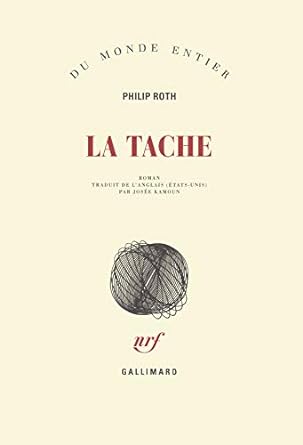 DU MONDE ENTIER
PHILIP ROTH
LA TACHE
ROMAN
TRADUIT DE L'ANGLAIS (ÉTATS-UNIS)
PAR JOSÉE KAMOUN
nrf
GALLIMARD